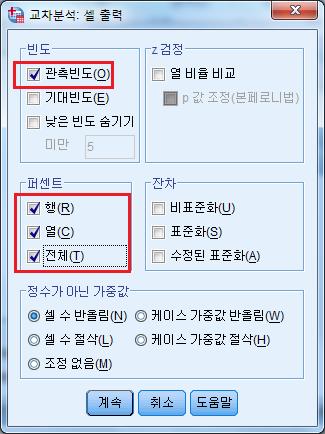 교차분석: 셀 출력
빈도
관측빈도(O)
기대빈도(E)
낮은 빈도 숨기기
미만 5
z 검정
열 비율 비교
p 값 조정(본페로니법)
퍼센트
행(R)
열(C)
전체(T)
잔차
비표준화(U)
표준화(S)
수정된 표준화(A)
정수가 아닌 가중값
셀 수 반올림(N) 케이스 가중값 반올림(W)
셀 수 절삭(L) 케이스 가중값 절삭(H)
조정 없음(M)
계속 취소 도움말